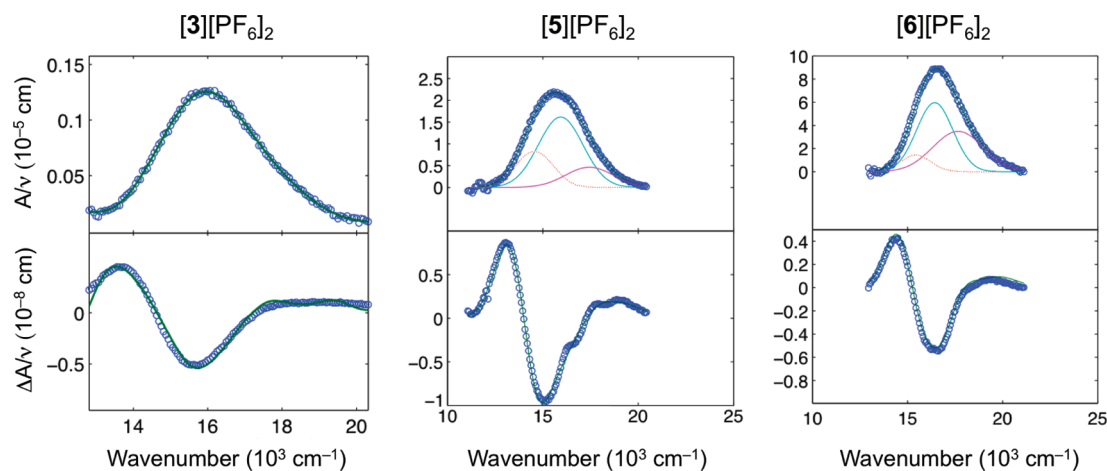 [3][PF₆]₂
[5][PF₆]₂
[6][PF₆]₂
A/ν (10⁻⁵ cm)
0.15
0.1
0.05
2.5
2
1.5
1
0.5
0
10
8
6
4
2
0
ΔA/ν (10⁻⁸ cm)
0
−0.5
0.5
0
−0.5
−1
0.4
0.2
0.0
−0.2
−0.4
−0.6
−0.8
14 16 18 20
10 15 20 25
10 15 20 25
Wavenumber (10³ cm⁻¹)
Wavenumber (10³ cm⁻¹)
Wavenumber (10³ cm⁻¹)